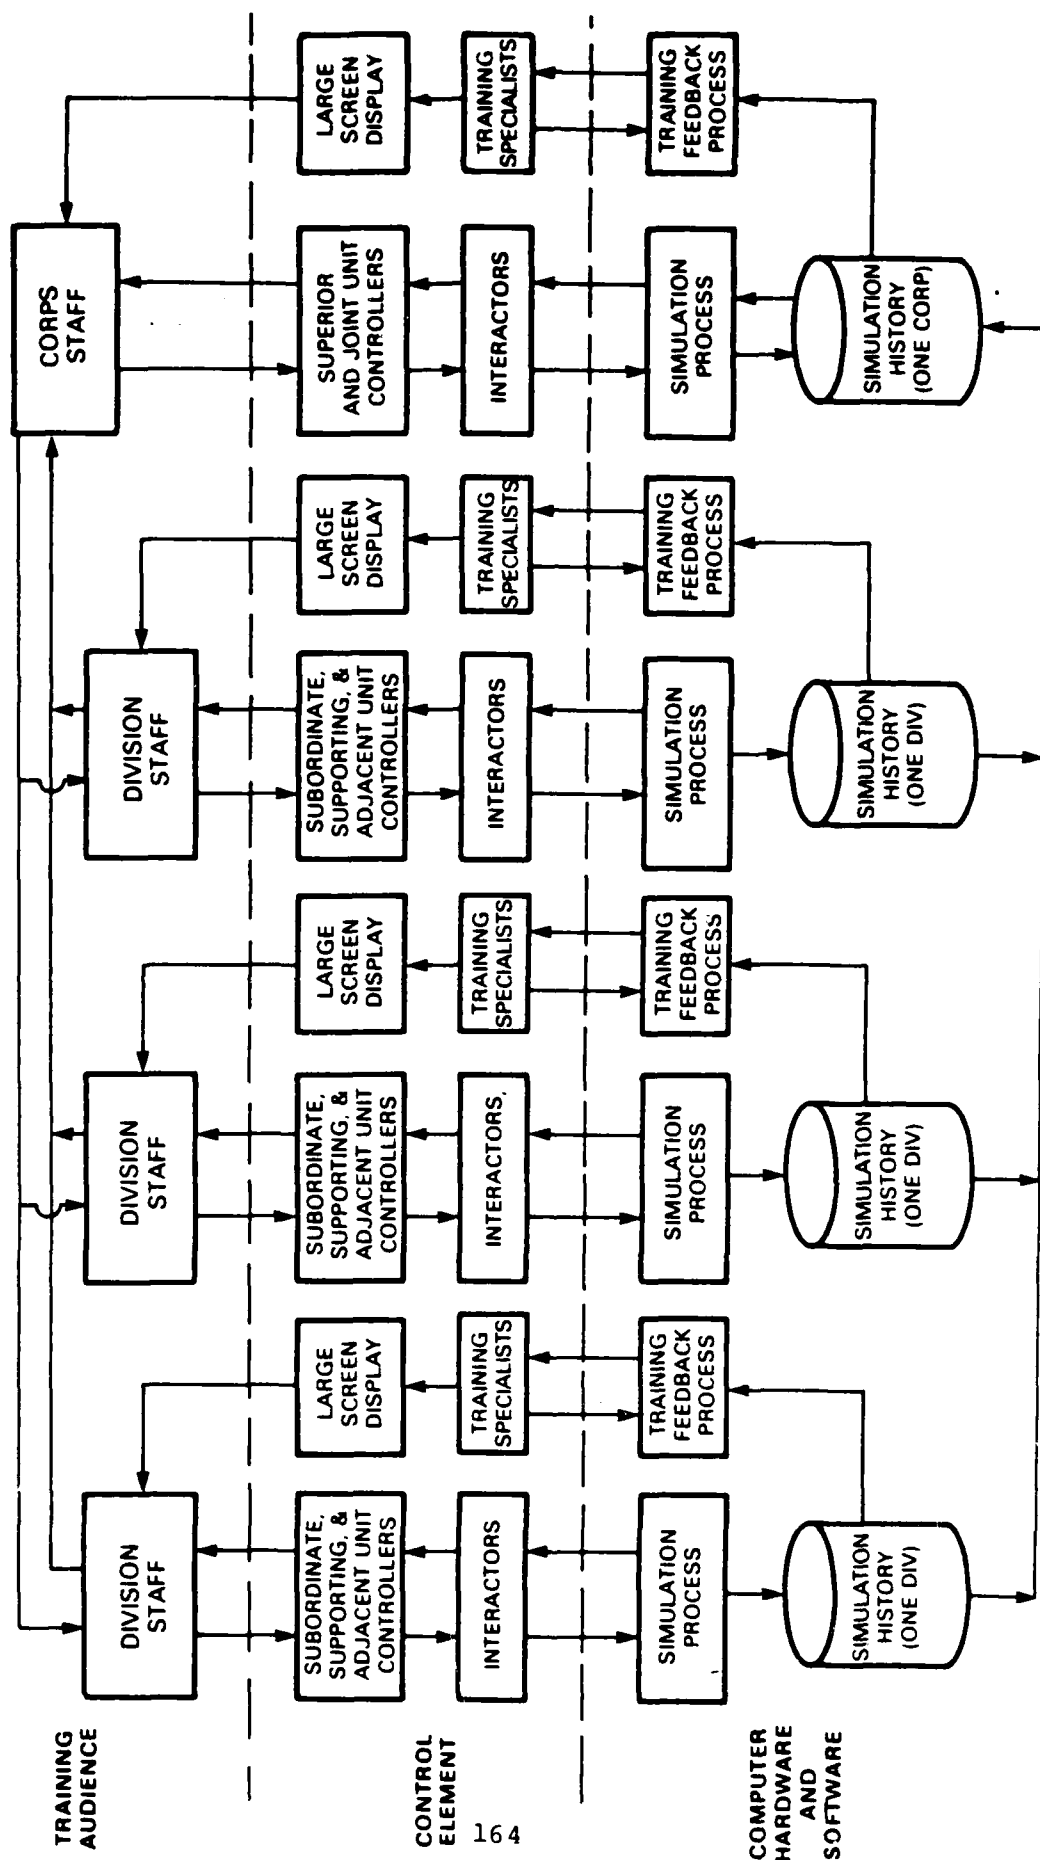 TRAINING
AUDIENCE
DIVISION
STAFF
DIVISION
STAFF
DIVISION
STAFF
CORPS
STAFF
CONTROL
ELEMENT
SUBORDINATE,
SUPPORTING, &
ADJACENT UNIT
CONTROLLERS
LARGE
SCREEN
DISPLAY
SUBORDINATE,
SUPPORTING, &
ADJACENT UNIT
CONTROLLERS
LARGE
SCREEN
DISPLAY
SUBORDINATE,
SUPPORTING, &
ADJACENT UNIT
CONTROLLERS
LARGE
SCREEN
DISPLAY
SUPERIOR
AND JOINT UNIT
CONTROLLERS
LARGE
SCREEN
DISPLAY
INTERACTORS
TRAINING
SPECIALISTS
INTERACTORS,
TRAINING
SPECIALISTS
INTERACTORS
TRAINING
SPECIALISTS
INTERACTORS
TRAINING
SPECIALISTS
COMPUTER
HARDWARE
AND
SOFTWARE
SIMULATION
PROCESS
TRAINING
FEEDBACK
PROCESS
SIMULATION
PROCESS
TRAINING
FEEDBACK
PROCESS
SIMULATION
PROCESS
TRAINING
FEEDBACK
PROCESS
SIMULATION
PROCESS
TRAINING
FEEDBACK
PROCESS
SIMULATION
HISTORY
(ONE DIV)
SIMULATION
HISTORY
(ONE DIV)
SIMULATION
HISTORY
(ONE DIV)
SIMULATION
HISTORY
(ONE CORP)
164